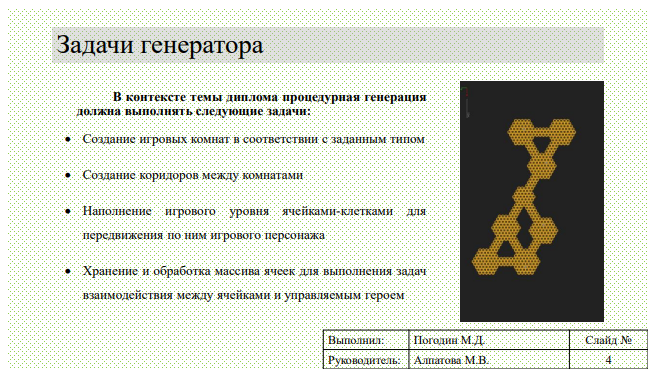 Задачи генератора
В контексте темы диплома процедурная генерация
должна выполнять следующие задачи:
• Создание игровых комнат в соответствии с заданным типом
• Создание коридоров между комнатами
• Наполнение игрового уровня ячейками-клетками для
передвижения по ним игрового персонажа
• Хранение и обработка массива ячеек для выполнения задач
взаимодействия между ячейками и управляемым героем
Выполнил: Погодин М.Д. Слайд №
Руководитель: Алпатова М.В. 4